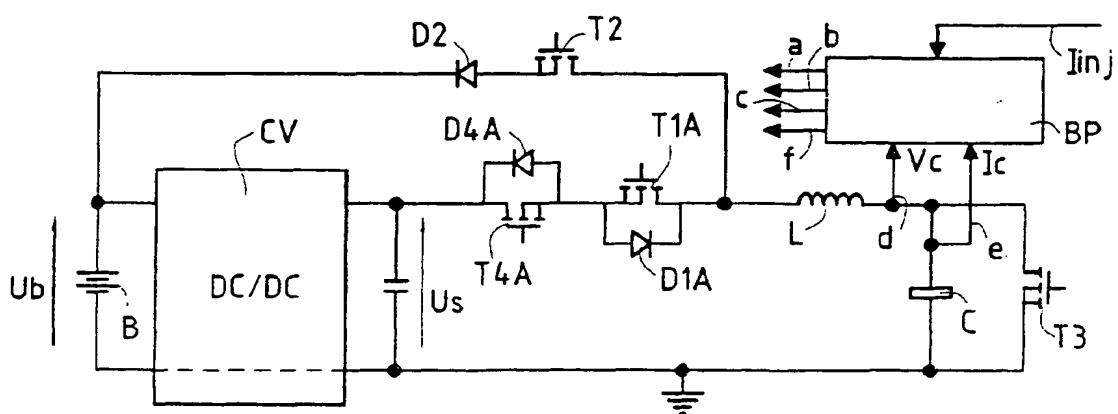 D2
T2
a
b
Iinj
c
CV
D4A
T1A
f
BP
Vc
Ic
L
d
e
Ub
B
DC/DC
Us
T4A
D1A
C
T3